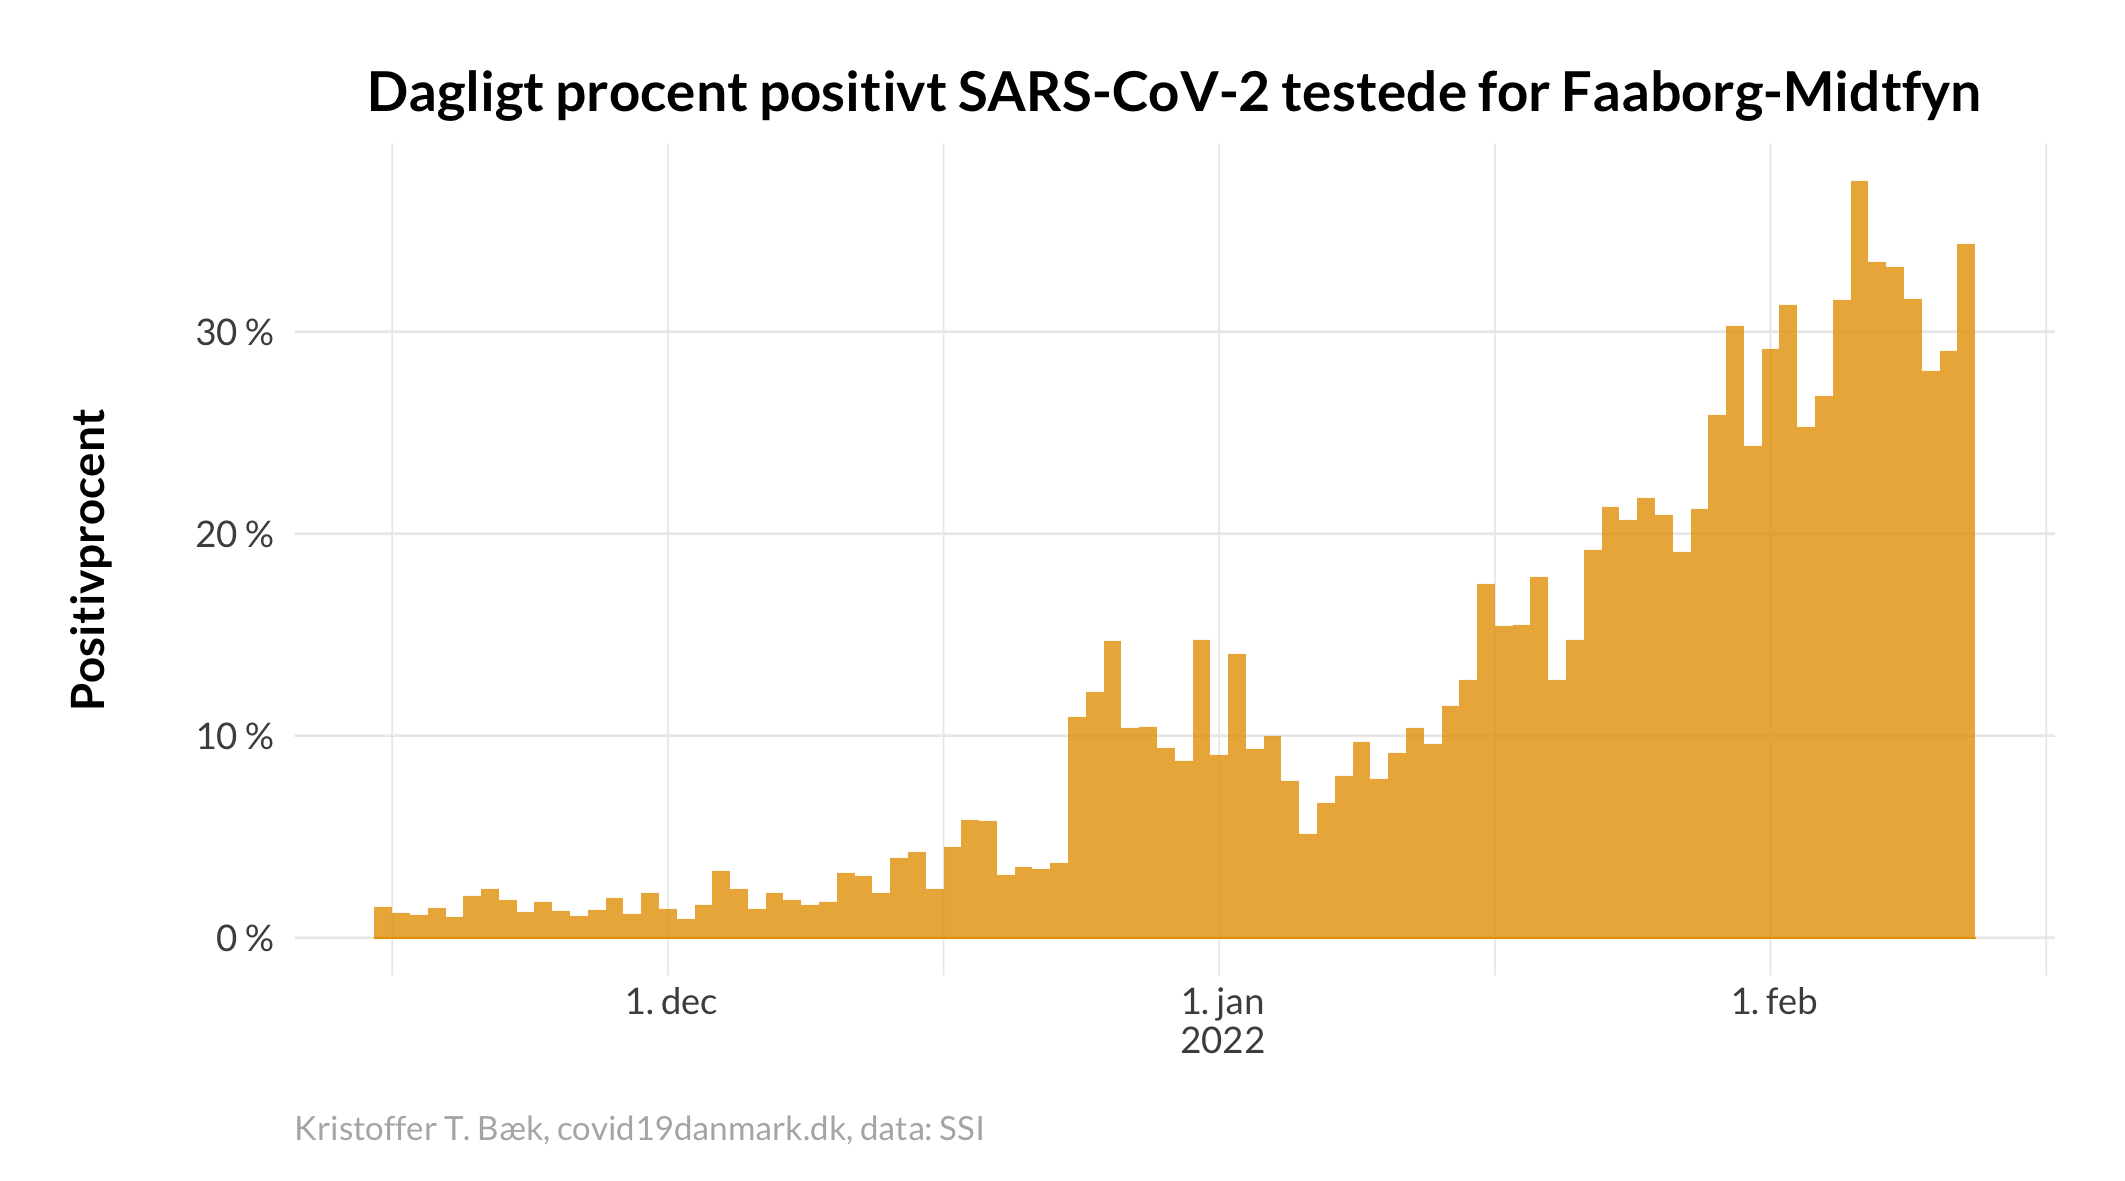 Dagligt procent positivt SARS-CoV-2 testede for Faaborg-Midtfyn
Positivprocent
30 %
20 %
10 %
0 %
1. dec
1. jan
2022
1. feb
Kristoffer T. Bæk, covid19danmark.dk, data: SSI